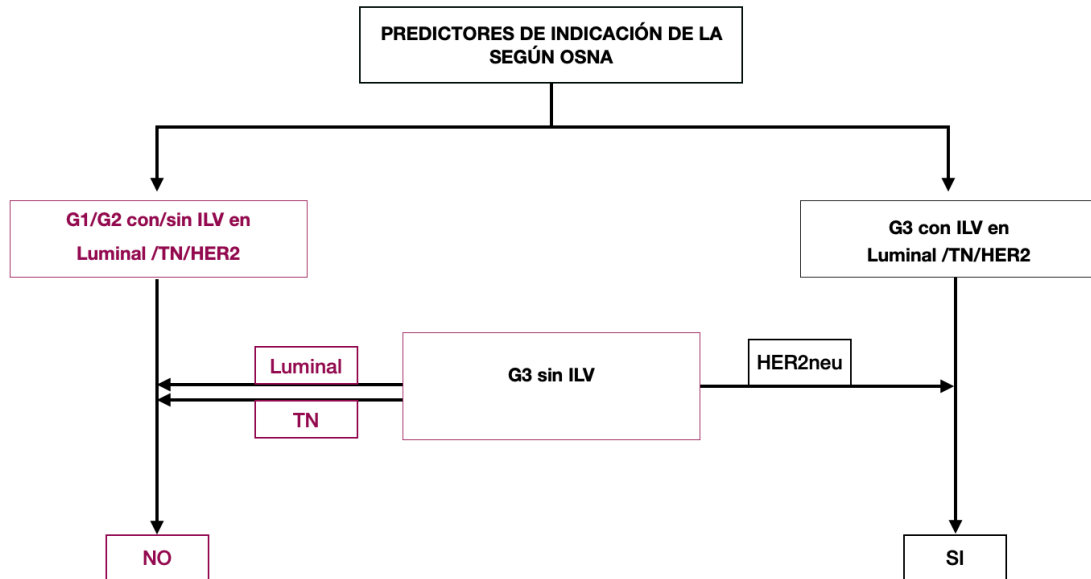 PREDICTORES DE INDICACIÓN DE LA
SEGÚN OSNA
G1/G2 con/sin ILV en
Luminal /TN/HER2
G3 con ILV en
Luminal /TN/HER2
Luminal
TN
G3 sin ILV
HER2neu
NO
SI